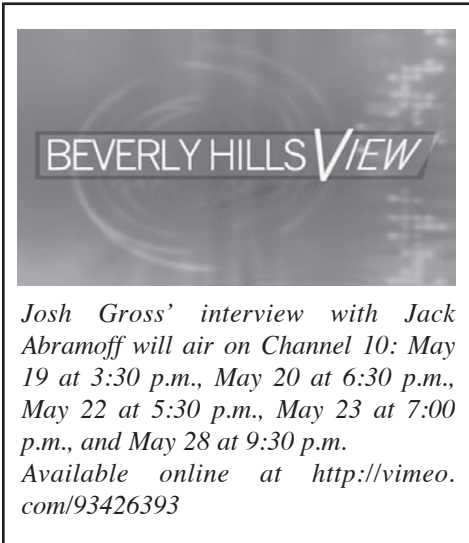 BEVERLY HILLS VIEW
Josh Gross' interview with Jack
Abramoff will air on Channel 10: May
19 at 3:30 p.m., May 20 at 6:30 p.m.,
May 22 at 5:30 p.m., May 23 at 7:00
p.m., and May 28 at 9:30 p.m.
Available online at http://vimeo.
com/93426393